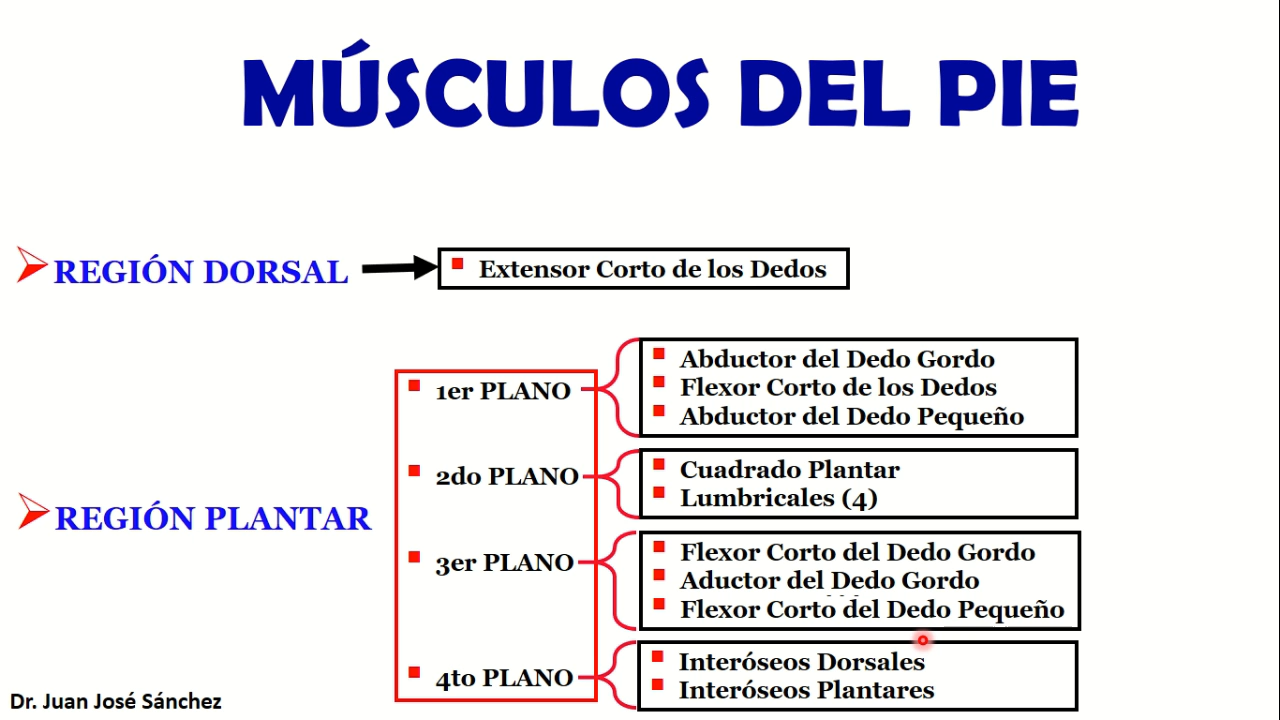 MÚSCULOS DEL PIE
REGIÓN DORSAL
Extensor Corto de los Dedos
REGIÓN PLANTAR
1er PLANO
Abductor del Dedo Gordo
Flexor Corto de los Dedos
Abductor del Dedo Pequeño
2do PLANO
Cuadrado Plantar
Lumbricales (4)
3er PLANO
Flexor Corto del Dedo Gordo
Aductor del Dedo Gordo
Flexor Corto del Dedo Pequeño
4to PLANO
Interóseos Dorsales
Interóseos Plantares
Dr. Juan José Sánchez